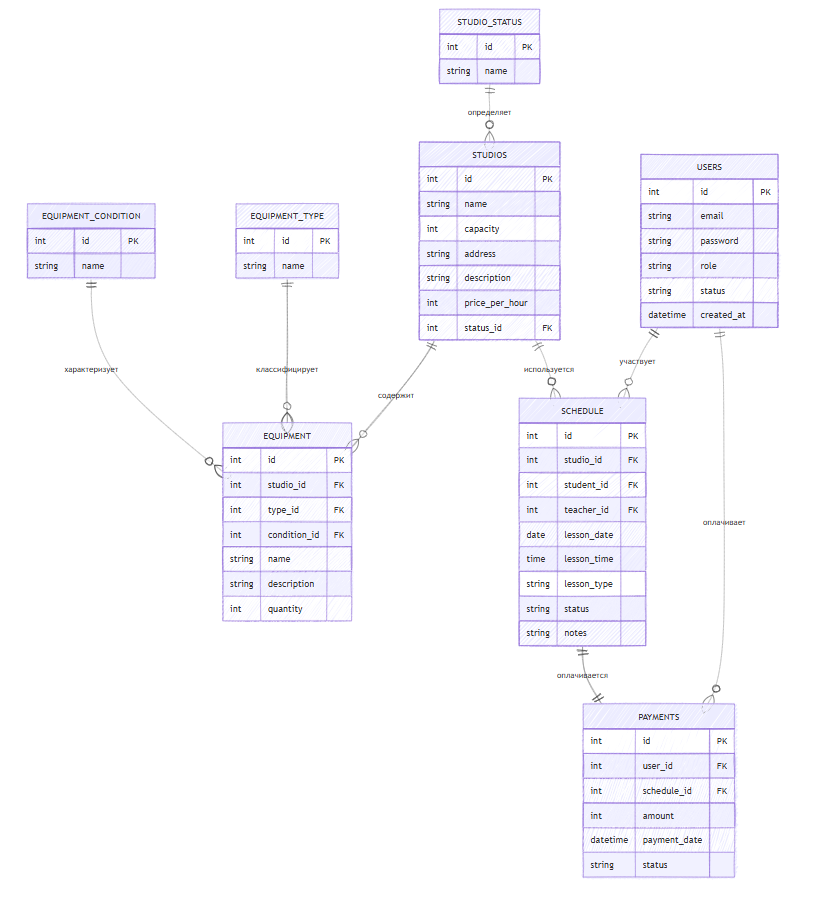 STUDIO_STATUS
int id PK
string name
определяет
STUDIOS
int id PK
string name
int capacity
string address
string description
int price_per_hour
int status_id FK
USERS
int id PK
string email
string password
string role
string status
datetime created_at
EQUIPMENT_CONDITION
int id PK
string name
EQUIPMENT_TYPE
int id PK
string name
характеризует
классифицирует
содержит
используется
участвует
EQUIPMENT
int id PK
int studio_id FK
int type_id FK
int condition_id FK
string name
string description
int quantity
SCHEDULE
int id PK
int studio_id FK
int student_id FK
int teacher_id FK
date lesson_date
time lesson_time
string lesson_type
string status
string notes
оплачивает
оплачивается
PAYMENTS
int id PK
int user_id FK
int schedule_id FK
int amount
datetime payment_date
string status